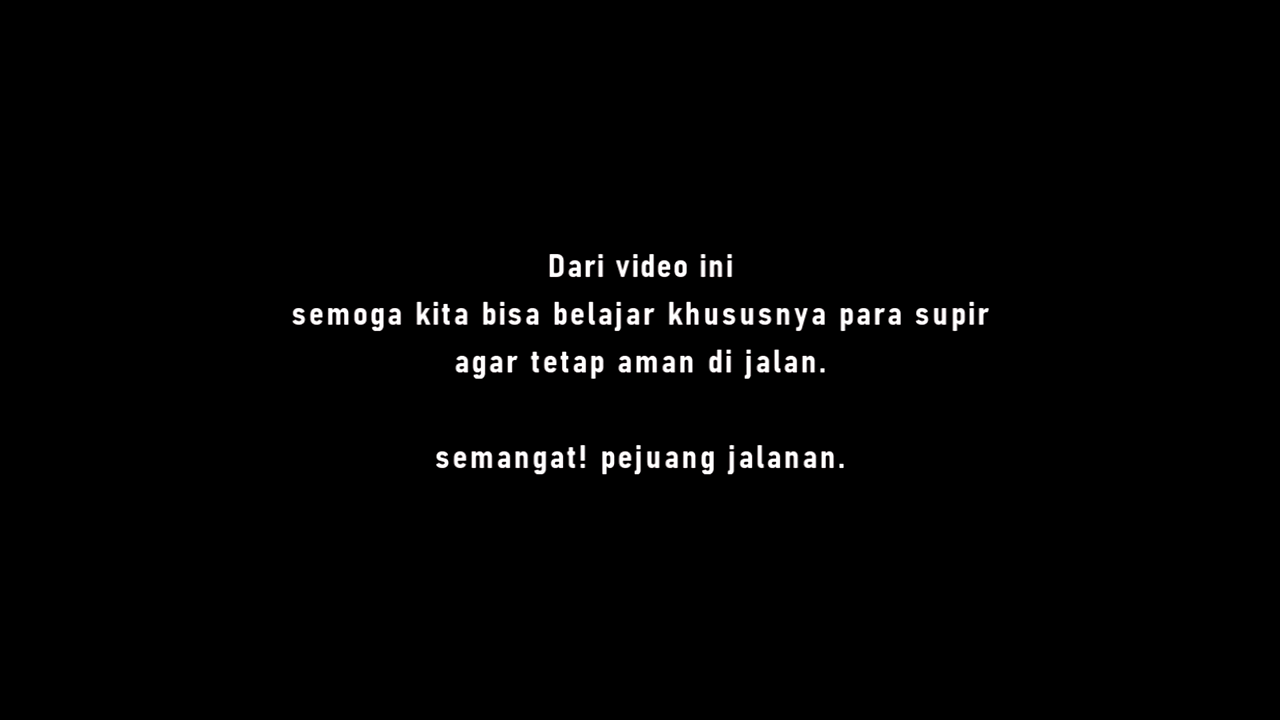 Dari video ini
semoga kita bisa belajar khususnya para supir
agar tetap aman di jalan.
semangat! pejuang jalanan.